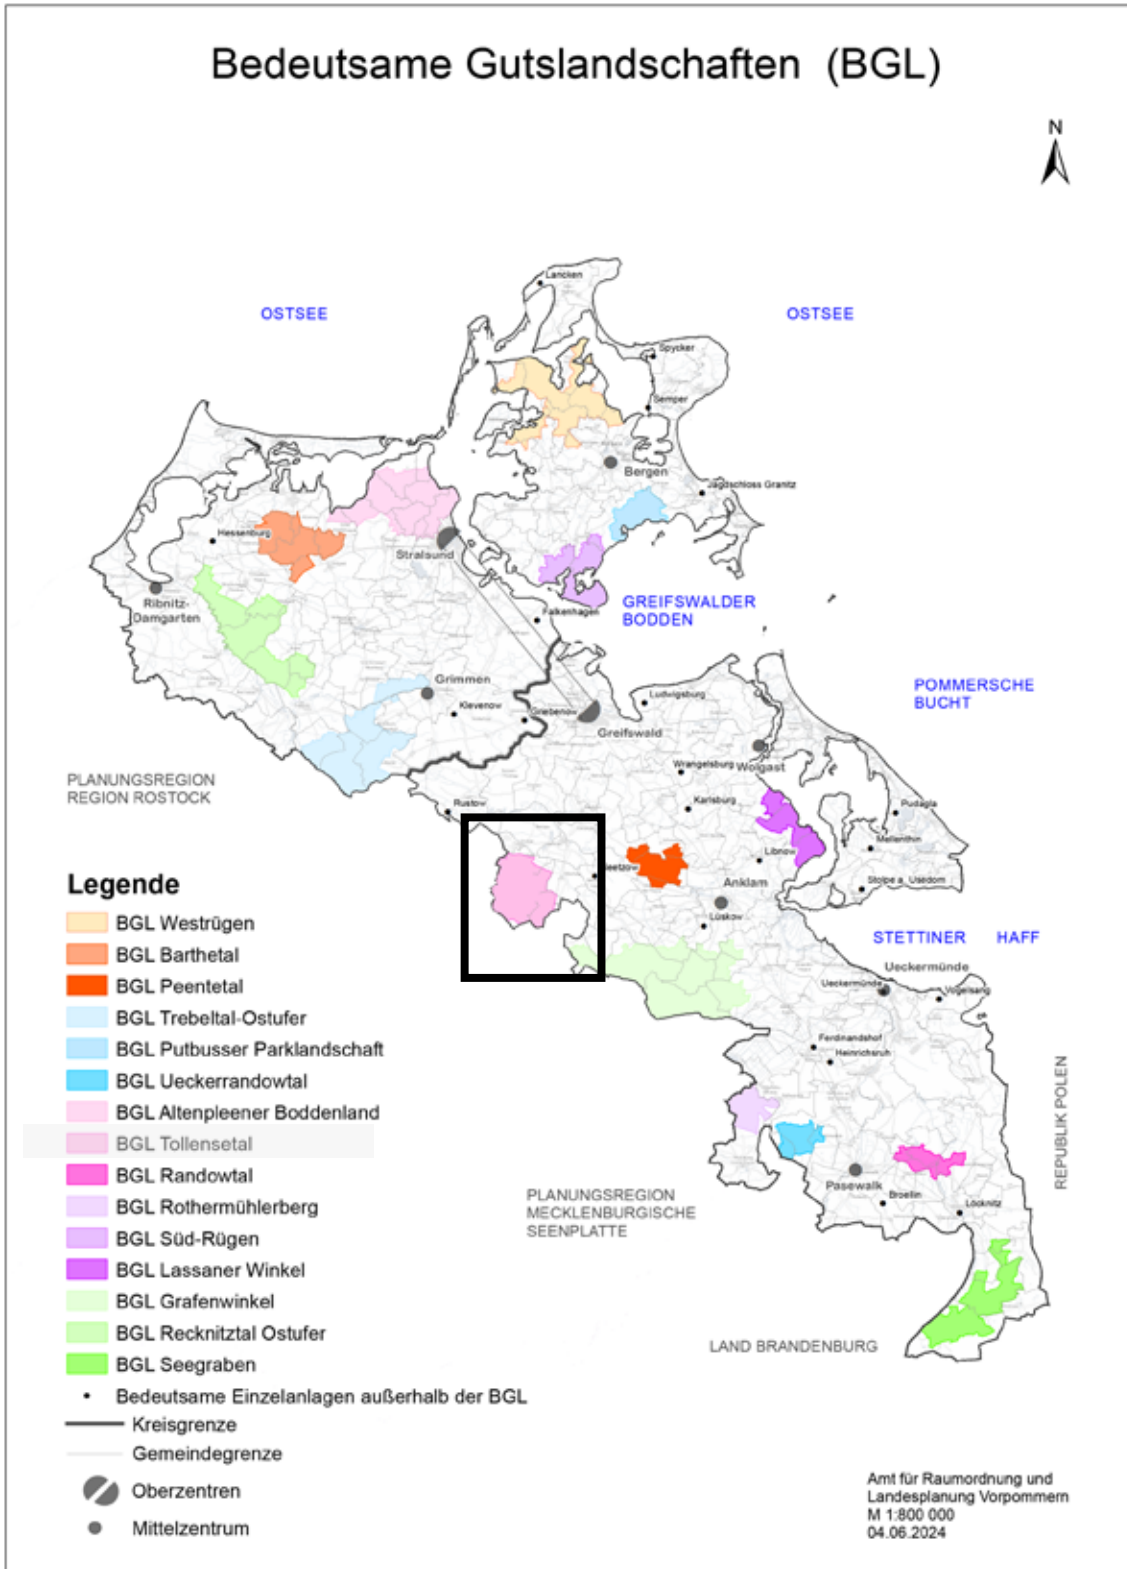 Bedeutsame Gutslandschaften (BGL)
N
Lancken
OSTSEE
OSTSEE
Spycker
Semper
Bergen
Jagdschloss Granitz
Hessenburg
Stralsund
Ribnitz-
Damgarten
Falkenhagen
GREIFSWALDER
BODDEN
Grimmen
Klevenow
Griebenow
Ludwigsburg
Greifswald
POMMERSCHE
BUCHT
Wrangelsburg
Wolgast
PLANUNGSREGION
REGION ROSTOCK
Rustow
Karlsburg
Pudagla
Mellenthin
Libnow
Stolpe a. Usedom
Anklam
Lüskow
STETTINER HAFF
Ueckermünde
Ueckermünde
Vogelsang
Ferdinandshof
Heinrichsruh
REPUBLIK POLEN
Pasewalk
Broellin
Löcknitz
PLANUNGSREGION
MECKLENBURGISCHE
SEENPLATTE
LAND BRANDENBURG
Legende
BGL Westrügen
BGL Barthetal
BGL Peentetal
BGL Trebeltal-Ostufer
BGL Putbusser Parklandschaft
BGL Ueckerrandowtal
BGL Altenpleener Boddenland
BGL Tollensetal
BGL Randowtal
BGL Rothermühlerberg
BGL Süd-Rügen
BGL Lassaner Winkel
BGL Grafenwinkel
BGL Recknitztal Ostufer
BGL Seegraben
Bedeutsame Einzelanlagen außerhalb der BGL
Kreisgrenze
Gemeindegrenze
Oberzentren
Mittelzentrum
Amt für Raumordnung und
Landesplanung Vorpommern
M 1:800 000
04.06.2024